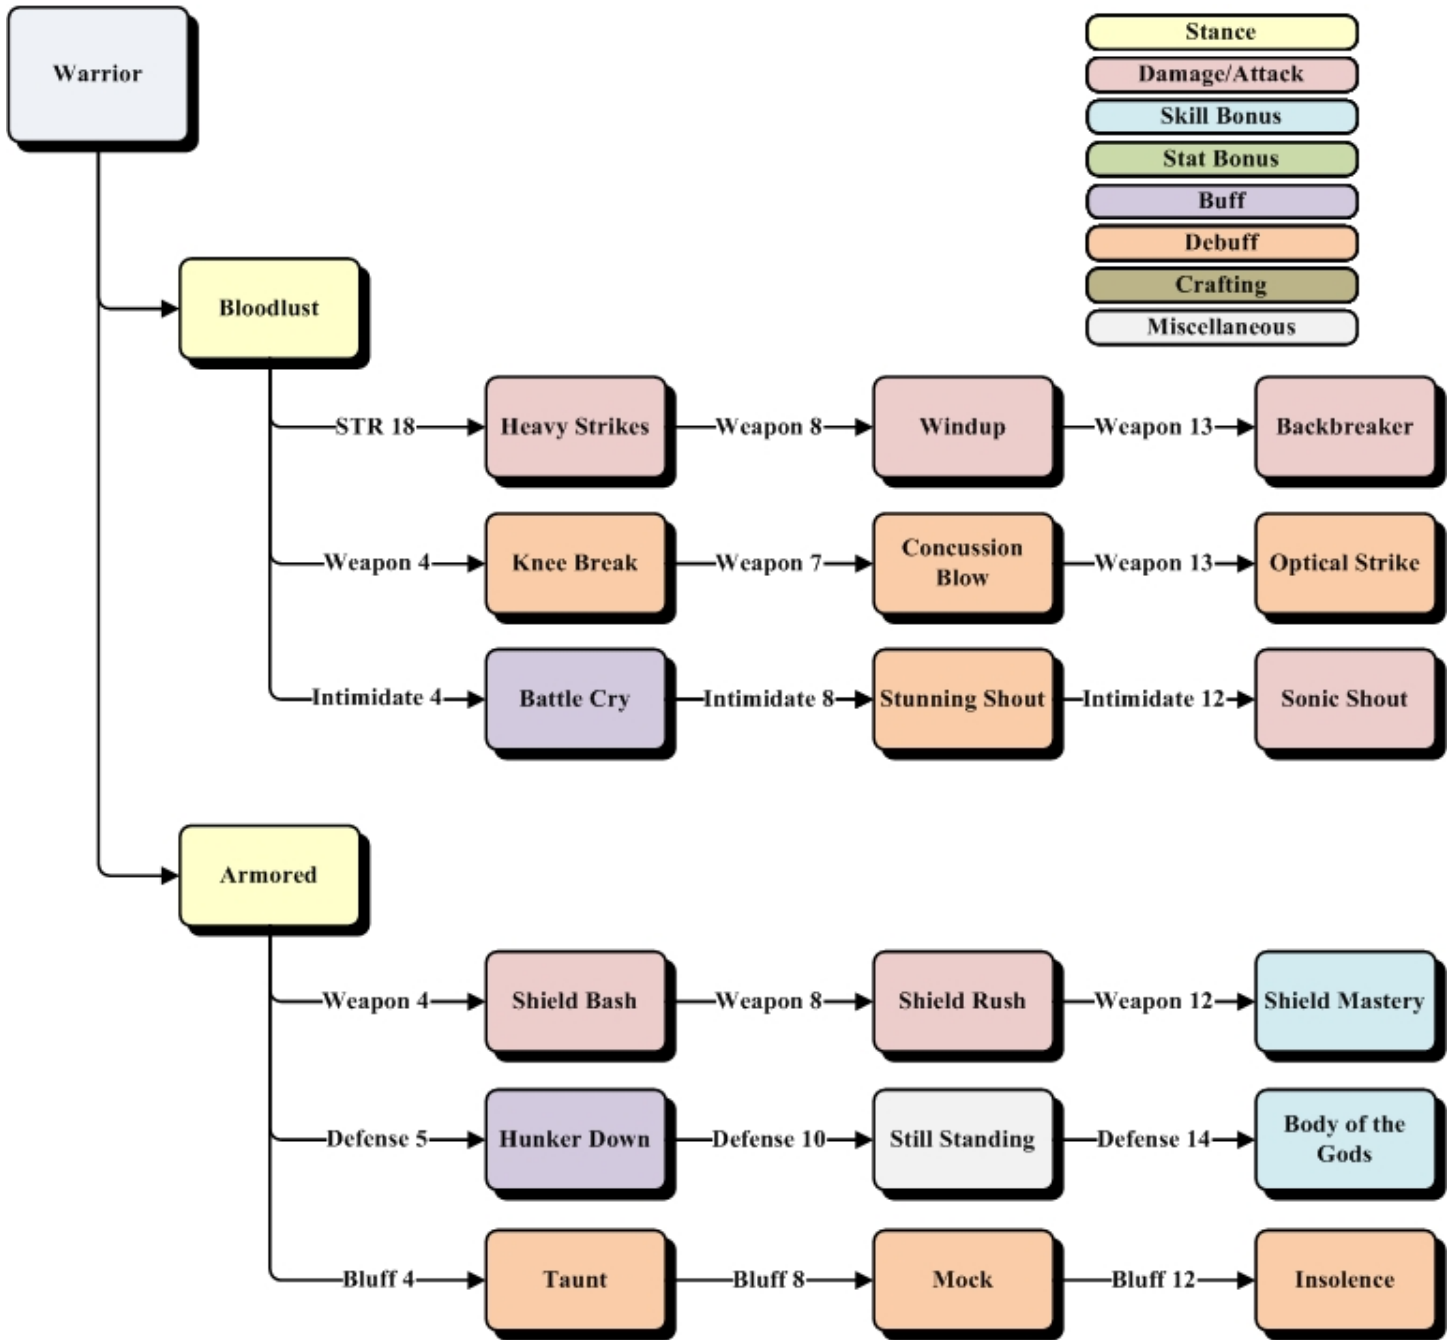 Warrior
Stance
Damage/Attack
Skill Bonus
Stat Bonus
Buff
Debuff
Crafting
Miscellaneous
Bloodlust
STR 18
Heavy Strikes
Weapon 8
Windup
Weapon 13
Backbreaker
Weapon 4
Knee Break
Weapon 7
Concussion
Blow
Weapon 13
Optical Strike
Intimidate 4
Battle Cry
Intimidate 8
Stunning Shout
Intimidate 12
Sonic Shout
Armored
Weapon 4
Shield Bash
Weapon 8
Shield Rush
Weapon 12
Shield Mastery
Defense 5
Hunker Down
Defense 10
Still Standing
Defense 14
Body of the
Gods
Bluff 4
Taunt
Bluff 8
Mock
Bluff 12
Insolence